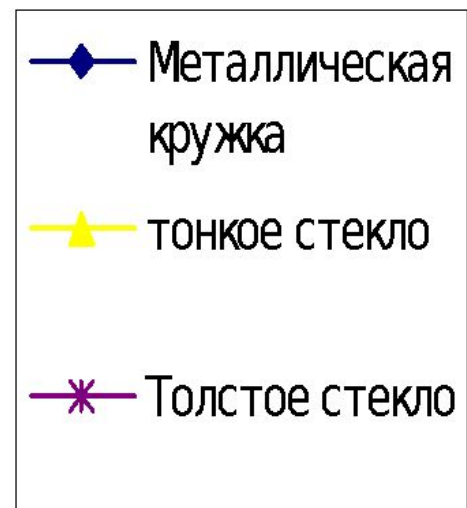 Металлическая
кружка
тонкое стекло
Толстое стекло